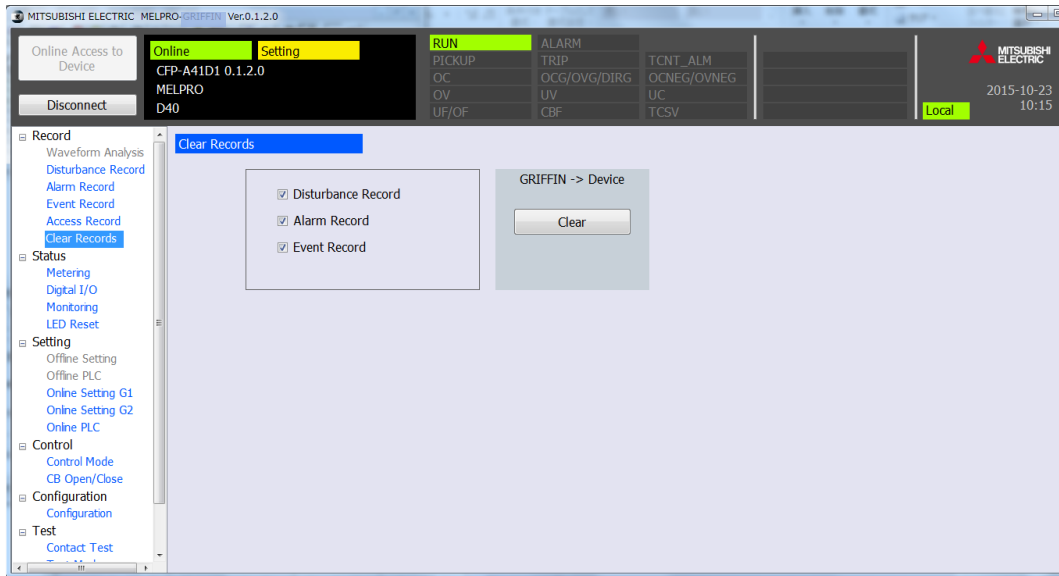 MITSUBISHI ELECTRIC MELPRO-GRIFFIN Ver.0.1.2.0
Online Access to
Device
Disconnect
Online Setting
CFP-A41D1 0.1.2.0
MELPRO
D40
RUN ALARM
PICKUP TRIP TCNT_ALM
OC OCG/OVG/DIRG OCNEG/OVNEG
OV UV UC
UF/OF CBF TCSV
MITSUBISHI
ELECTRIC
2015-10-23
10:15
Local
Record
Waveform Analysis
Disturbance Record
Alarm Record
Event Record
Access Record
Clear Records
Status
Metering
Digital I/O
Monitoring
LED Reset
Setting
Offline Setting
Offline PLC
Online Setting G1
Online Setting G2
Online PLC
Control
Control Mode
CB Open/Close
Configuration
Configuration
Test
Contact Test
Clear Records
Disturbance Record
Alarm Record
Event Record
GRIFFIN -> Device
Clear